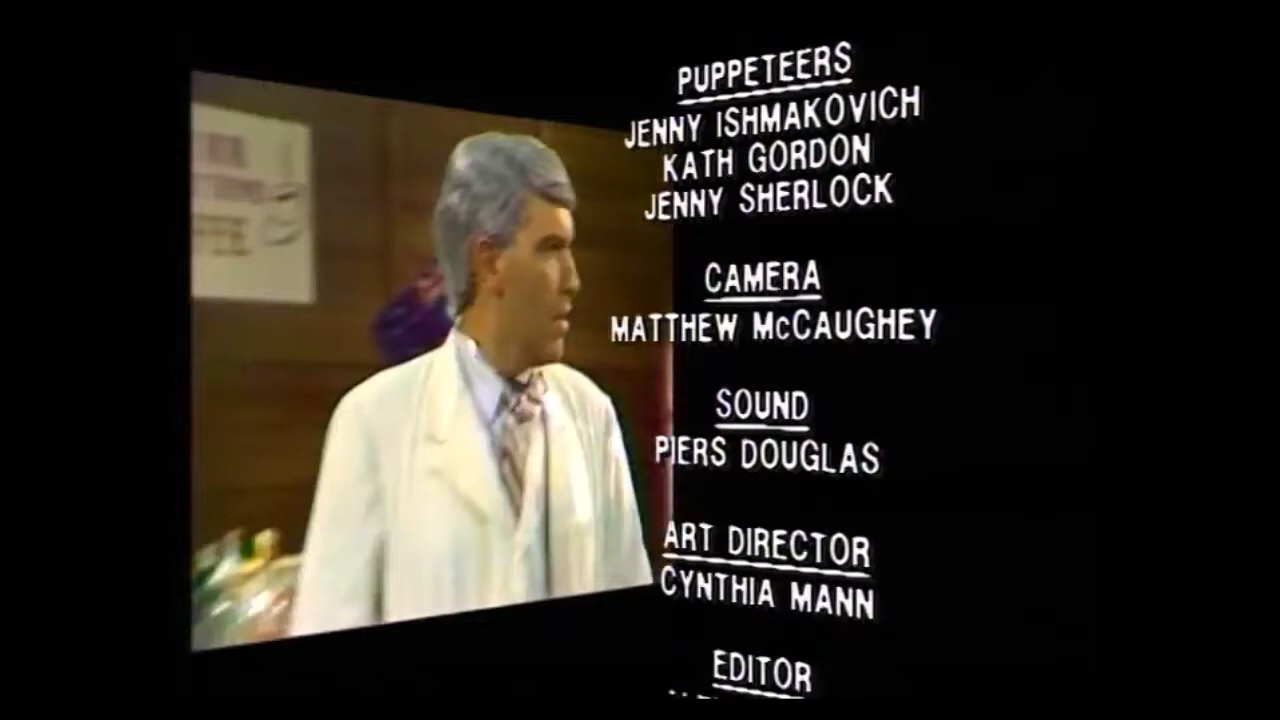 PUPPETEERS
JENNY ISHMAKOVICH
KATH GORDON
JENNY SHERLOCK
CAMERA
MATTHEW McCAUGHEY
SOUND
PIERS DOUGLAS
ART DIRECTOR
CYNTHIA MANN
EDITOR